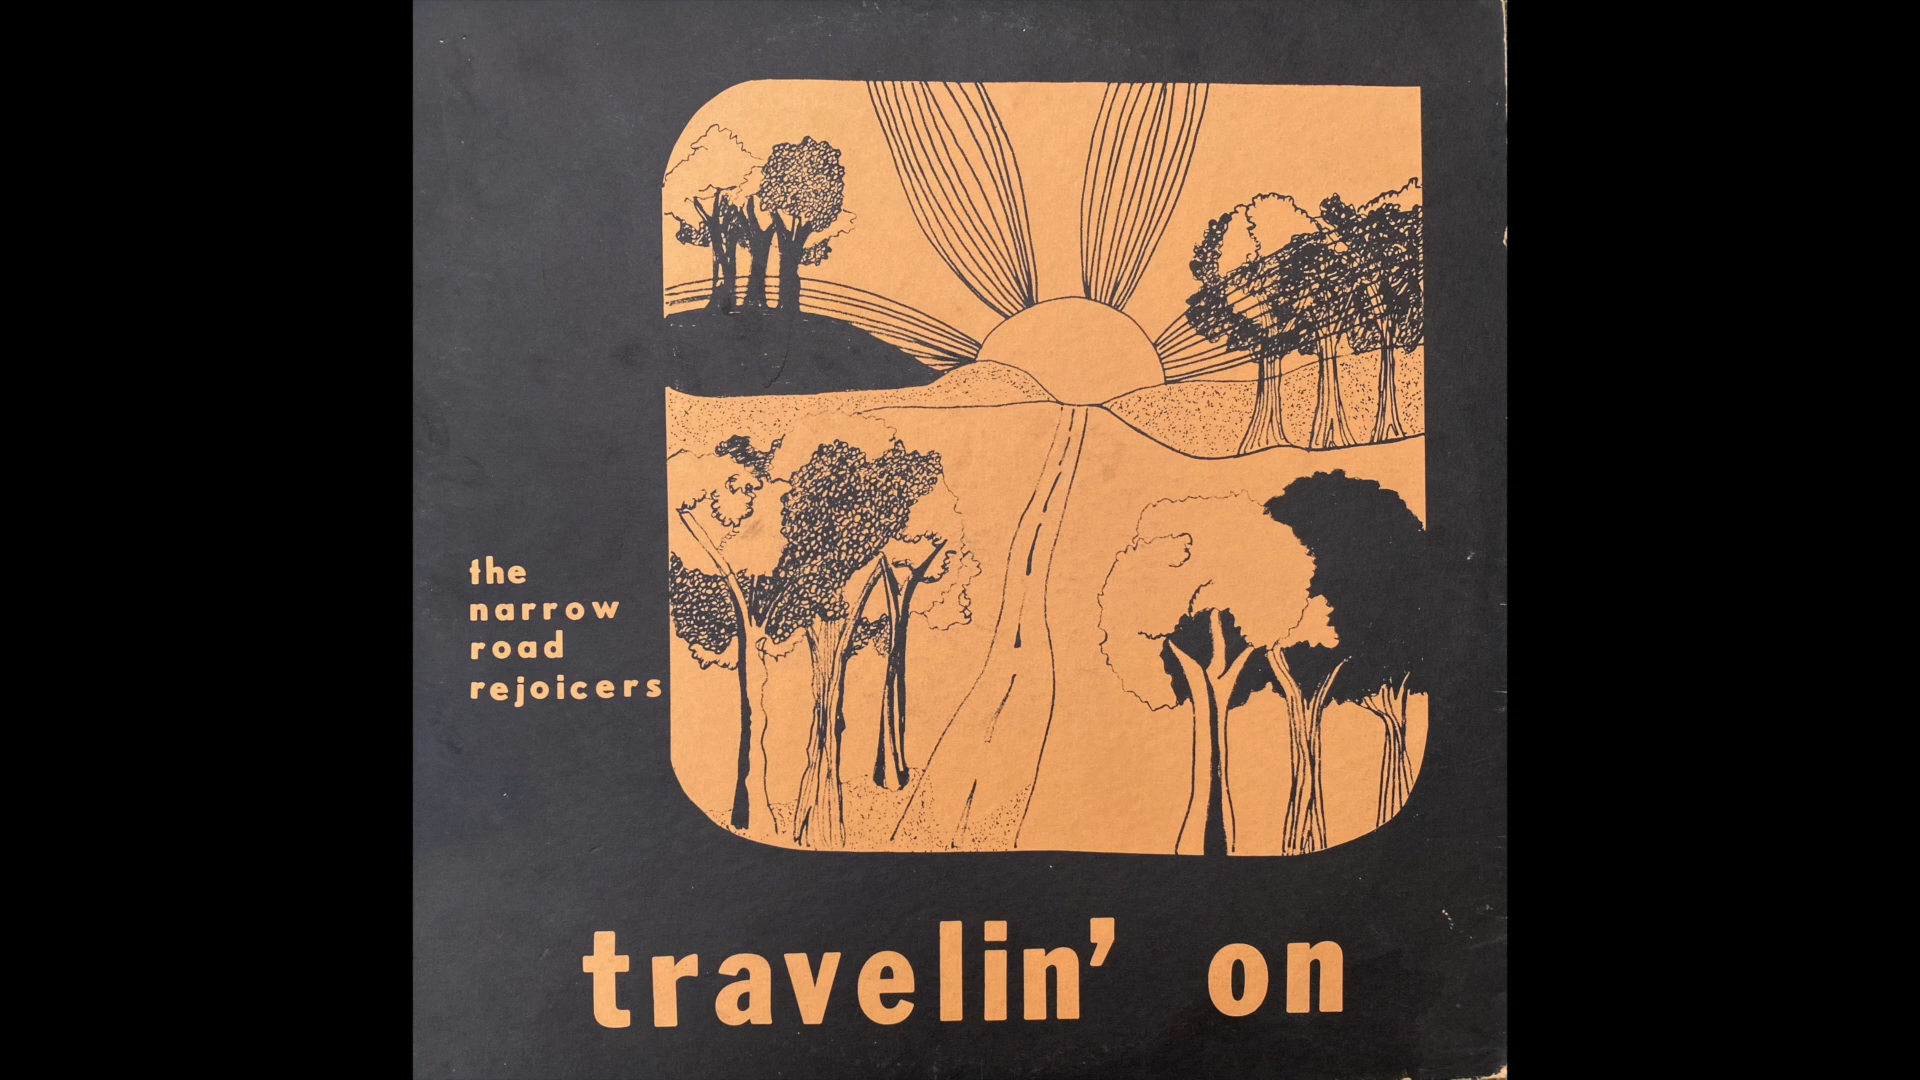 the
narrow
road
rejoicers
travelin' on